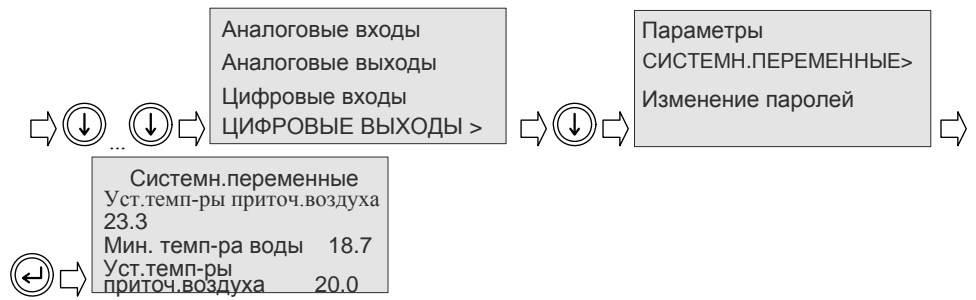 Аналоговые входы
Аналоговые выходы
Цифровые входы
ЦИФРОВЫЕ ВЫХОДЫ >
...
Параметры
СИСТЕМН.ПЕРЕМЕННЫЕ>
Изменение паролей
Системн.переменные
Уст.темп-ры приточ.воздуха
23.3
Мин. темп-ра воды 18.7
Уст.темп-ры
приточ.воздуха 20.0